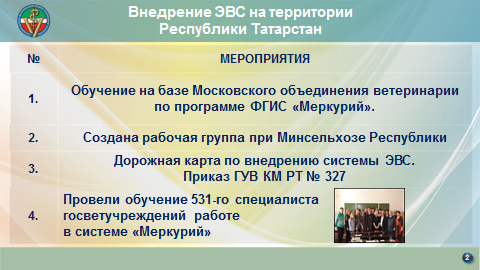 Внедрение ЭВС на территории
Республики Татарстан
№ МЕРОПРИЯТИЯ
1. Обучение на базе Московского объединения ветеринарии
по программе ФГИС «Меркурий».
2. Создана рабочая группа при Минсельхозе Республики
3. Дорожная карта по внедрению системы ЭВС.
Приказ ГУВ КМ РТ № 327
4. Провели обучение 531-го специалиста
госветучреждений работе
в системе «Меркурий»
2